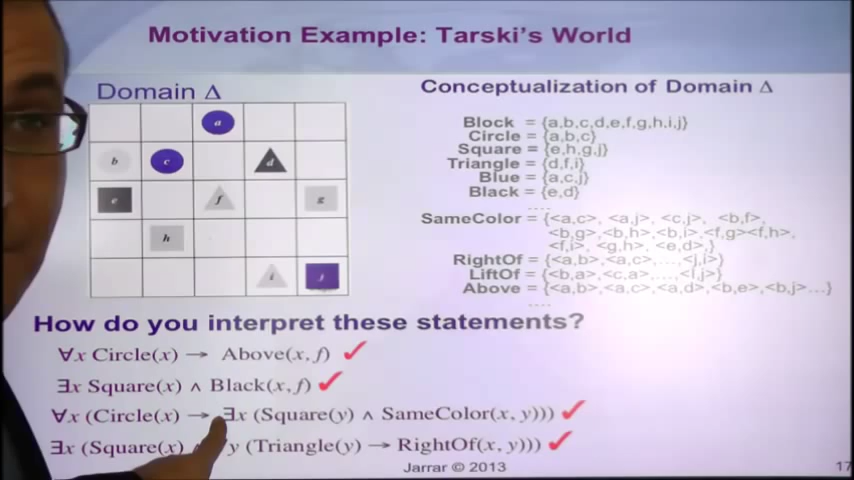 Motivation Example: Tarski's World
Domain Δ
Conceptualization of Domain Δ
a
b
c
d
e
f
g
h
i
j
Block = {a,b,c,d,e,f,g,h,i,j}
Circle = {a,b,c}
Square = {e,h,g,j}
Triangle = {d,f,i}
Blue = {a,c,j}
Black = {e,d}
....
SameColor = {<a,c>, <a,j>, <c,j>, <b,f>,
<b,g>,<b,h>,<b,i>,<f,g><f,h>,
<f,i>, <g,h>, <e,d>,}
RightOf = {<a,b>,<a,c>,...,<j,i>}
LiftOf = {<b,a>,<c,a>,...,<i,j>}
Above = {<a,b>,<a,c>,<a,d>,<b,e>,<b,j>...}
....
How do you interpret these statements?
∀x Circle(x) → Above(x, f) ✓
∃x Square(x) ∧ Black(x, f) ✓
∀x (Circle(x) → ∃x (Square(y) ∧ SameColor(x, y))) ✓
∃x (Square(x) y (Triangle(y) → RightOf(x, y))) ✓
Jarrar © 2013
17